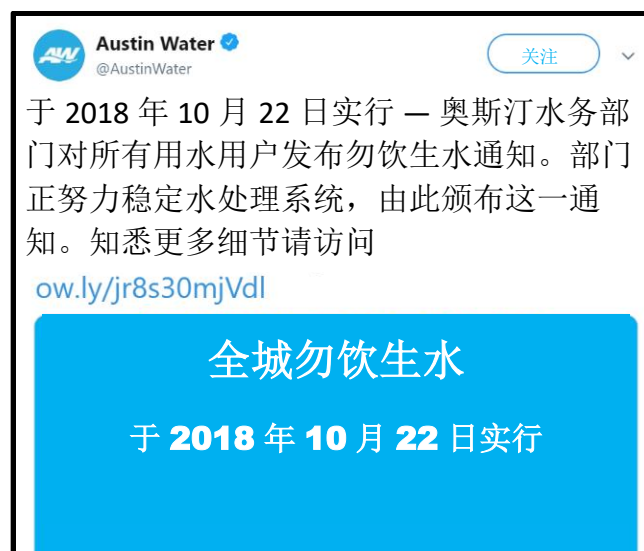 AW
Austin Water
@AustinWater
关注
于 2018 年 10 月 22 日实行 — 奥斯汀水务部
门对所有用水用户发布勿饮生水通知。部门
正努力稳定水处理系统，由此颁布这一通
知。知悉更多细节请访问
ow.ly/jr8s30mjVdl
全城勿饮生水
于 2018 年 10 月 22 日实行